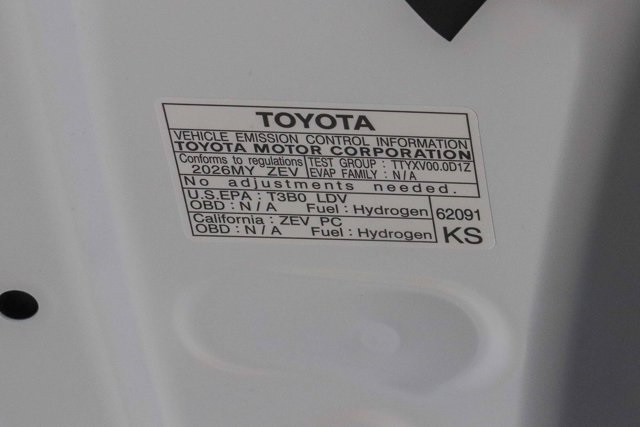 TOYOTA
VEHICLE EMISSION CONTROL INFORMATION
TOYOTA MOTOR CORPORATION
Conforms to regulations
2026MY ZEV
TEST GROUP : TTYXV00.0D1Z
EVAP FAMILY : N/A
No adjustments needed.
U.S.EPA : T3B0 LDV
OBD : N/A Fuel : Hydrogen
California : ZEV PC
OBD : N/A Fuel : Hydrogen
62091
KS